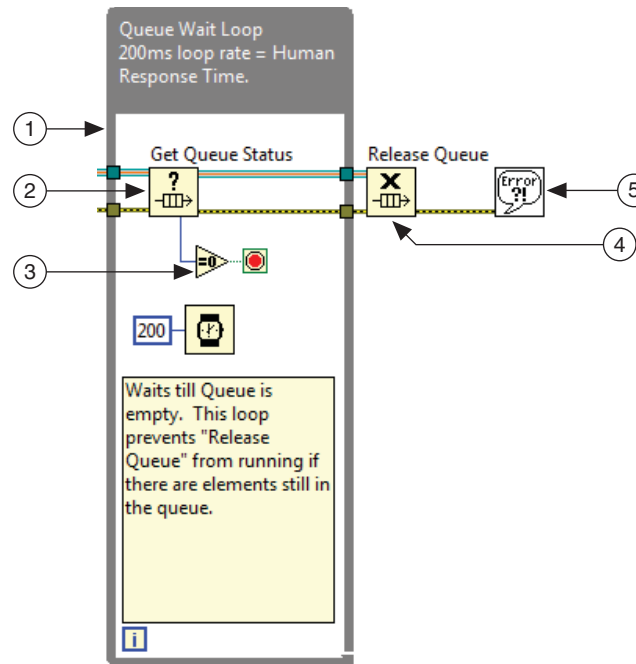 Queue Wait Loop
200ms loop rate = Human
Response Time.
1
Get Queue Status
Release Queue
?
X
Error
?!
2
5
4
3
=0
200
Waits till Queue is
empty. This loop
prevents "Release
Queue" from running if
there are elements still in
the queue.
i